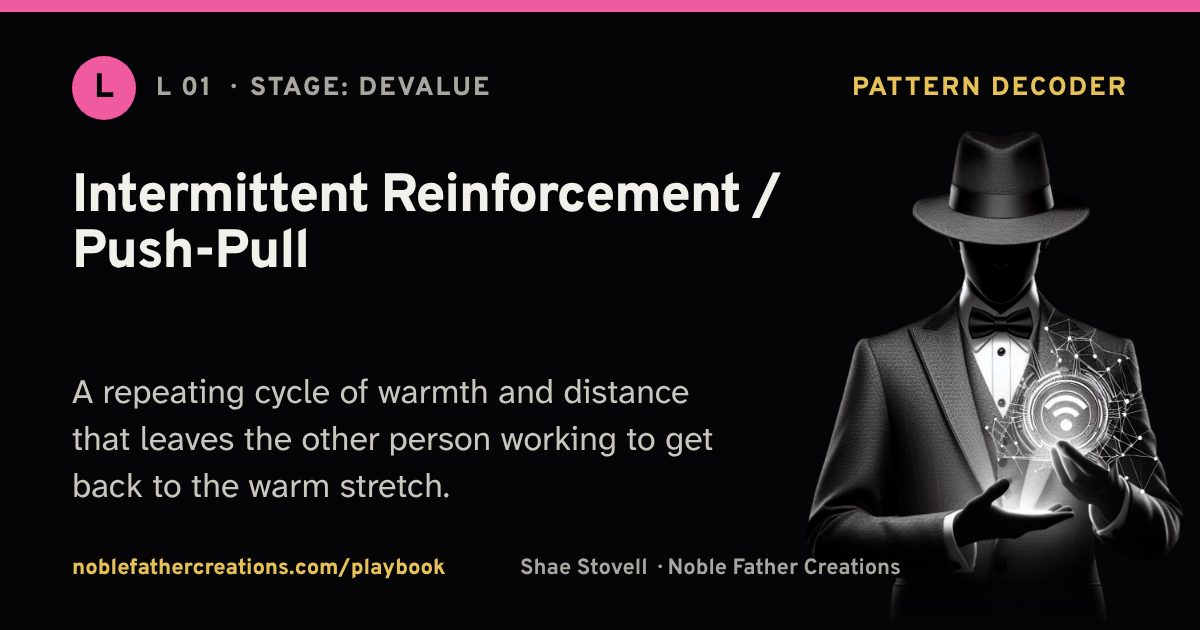 L
L 01 · STAGE: DEVALUE
PATTERN DECODER
Intermittent Reinforcement /
Push-Pull
A repeating cycle of warmth and distance
that leaves the other person working to get
back to the warm stretch.
noblefathercreations.com/playbook
Shae Stovell · Noble Father Creations